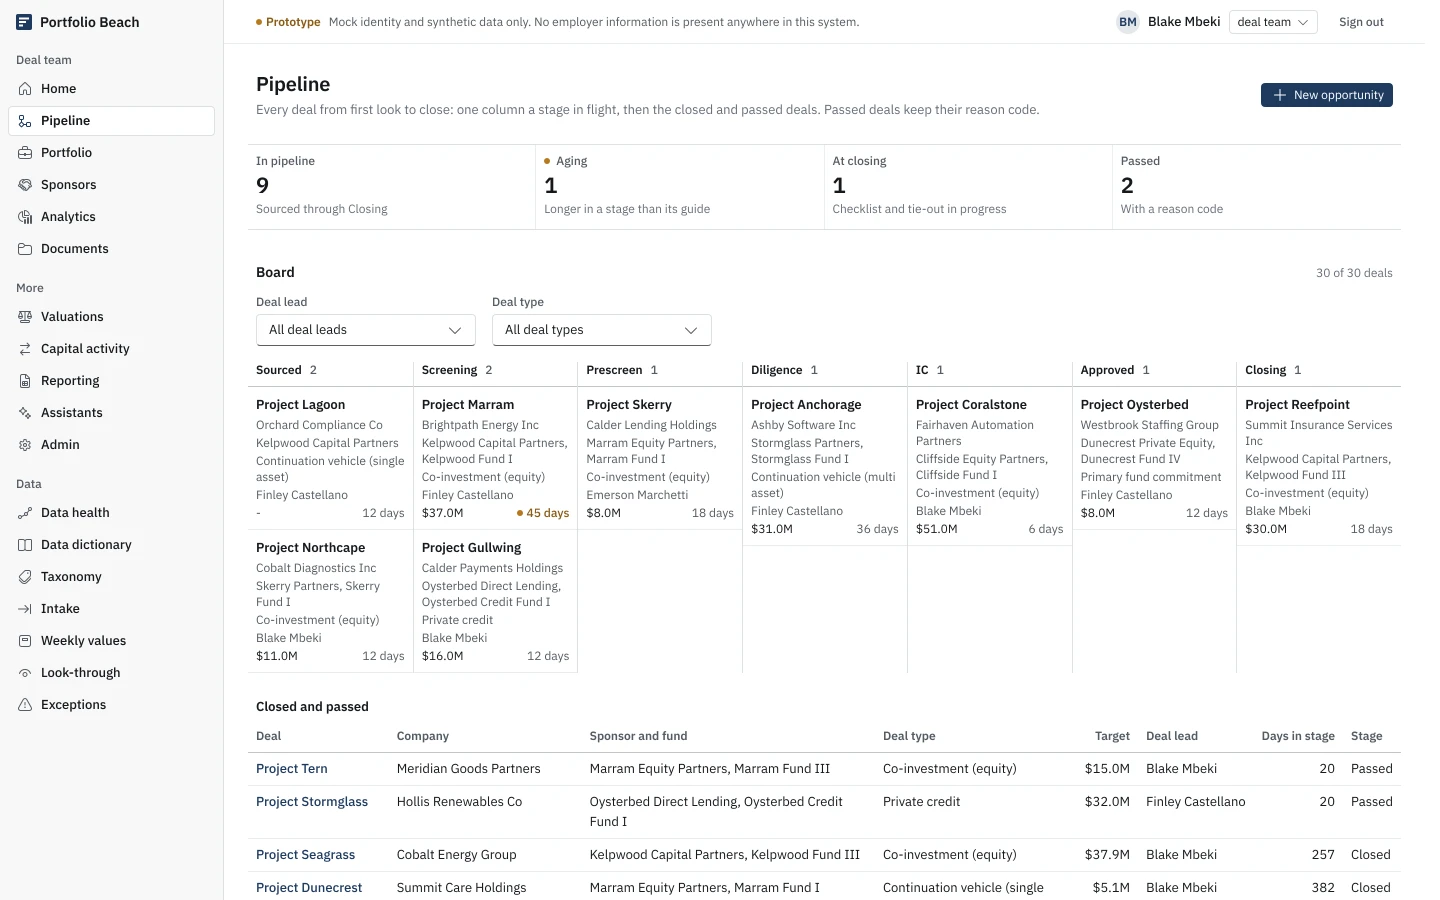 Portfolio Beach
Deal team
Home
Pipeline
Portfolio
Sponsors
Analytics
Documents
More
Valuations
Capital activity
Reporting
Assistants
Admin
Data
Data health
Data dictionary
Taxonomy
Intake
Weekly values
Look-through
Exceptions
Prototype Mock identity and synthetic data only. No employer information is present anywhere in this system.
BM Blake Mbeki deal team Sign out
Pipeline
Every deal from first look to close: one column a stage in flight, then the closed and passed deals. Passed deals keep their reason code.
New opportunity
In pipeline
9
Sourced through Closing
Aging
1
Longer in a stage than its guide
At closing
1
Checklist and tie-out in progress
Passed
2
With a reason code
Board
30 of 30 deals
Deal lead
All deal leads
Deal type
All deal types
Sourced 2
Project Lagoon
Orchard Compliance Co
Kelpwood Capital Partners
Continuation vehicle (single
asset)
Finley Castellano
- 12 days
Project Northcape
Cobalt Diagnostics Inc
Skerry Partners, Skerry
Fund I
Co-investment (equity)
Blake Mbeki
$11.0M 12 days
Screening 2
Project Marram
Brightpath Energy Inc
Kelpwood Capital Partners,
Kelpwood Fund I
Co-investment (equity)
Finley Castellano
$37.0M 45 days
Project Gullwing
Calder Payments Holdings
Oysterbed Direct Lending,
Oysterbed Credit Fund I
Private credit
Blake Mbeki
$16.0M 12 days
Prescreen 1
Project Skerry
Calder Lending Holdings
Marram Equity Partners,
Marram Fund I
Co-investment (equity)
Emerson Marchetti
$8.0M 18 days
Diligence 1
Project Anchorage
Ashby Software Inc
Stormglass Partners,
Stormglass Fund I
Continuation vehicle (multi
asset)
Finley Castellano
$31.0M 36 days
IC 1
Project Coralstone
Fairhaven Automation
Partners
Cliffside Equity Partners,
Cliffside Fund I
Co-investment (equity)
Blake Mbeki
$51.0M 6 days
Approved 1
Project Oysterbed
Westbrook Staffing Group
Dunecrest Private Equity,
Dunecrest Fund IV
Primary fund commitment
Finley Castellano
$8.0M 12 days
Closing 1
Project Reefpoint
Summit Insurance Services
Inc
Kelpwood Capital Partners,
Kelpwood Fund III
Co-investment (equity)
Blake Mbeki
$30.0M 18 days
Closed and passed
Deal Company Sponsor and fund Deal type Target Deal lead Days in stage Stage
Project Tern Meridian Goods Partners Marram Equity Partners, Marram Fund III Co-investment (equity) $15.0M Blake Mbeki 20 Passed
Project Stormglass Hollis Renewables Co Oysterbed Direct Lending, Oysterbed Credit Private credit $32.0M Finley Castellano 20 Passed
Fund I
Project Seagrass Cobalt Energy Group Kelpwood Capital Partners, Kelpwood Fund III Co-investment (equity) $37.9M Blake Mbeki 257 Closed
Project Dunecrest Summit Care Holdings Marram Equity Partners, Marram Fund I Continuation vehicle (single $5.1M Blake Mbeki 382 Closed